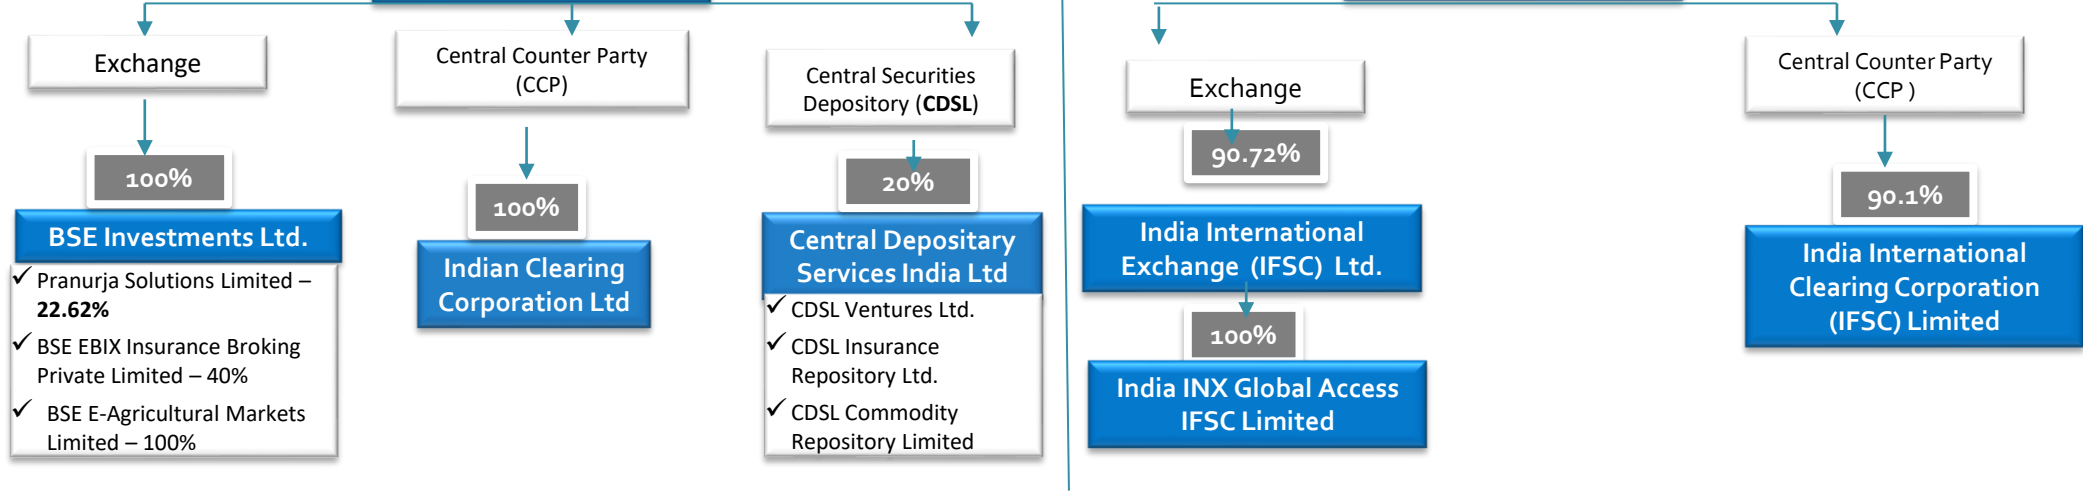 Exchange
100%
BSE Investments Ltd.
✓ Pranurja Solutions Limited –
22.62%
✓ BSE EBIX Insurance Broking
Private Limited – 40%
✓ BSE E-Agricultural Markets
Limited – 100%
Central Counter Party
(CCP)
100%
Indian Clearing
Corporation Ltd
Central Securities
Depository (CDSL)
20%
Central Depositary
Services India Ltd
✓ CDSL Ventures Ltd.
✓ CDSL Insurance
Repository Ltd.
✓ CDSL Commodity
Repository Limited
Exchange
90.72%
India International
Exchange (IFSC) Ltd.
100%
India INX Global Access
IFSC Limited
Central Counter Party
(CCP )
90.1%
India International
Clearing Corporation
(IFSC) Limited